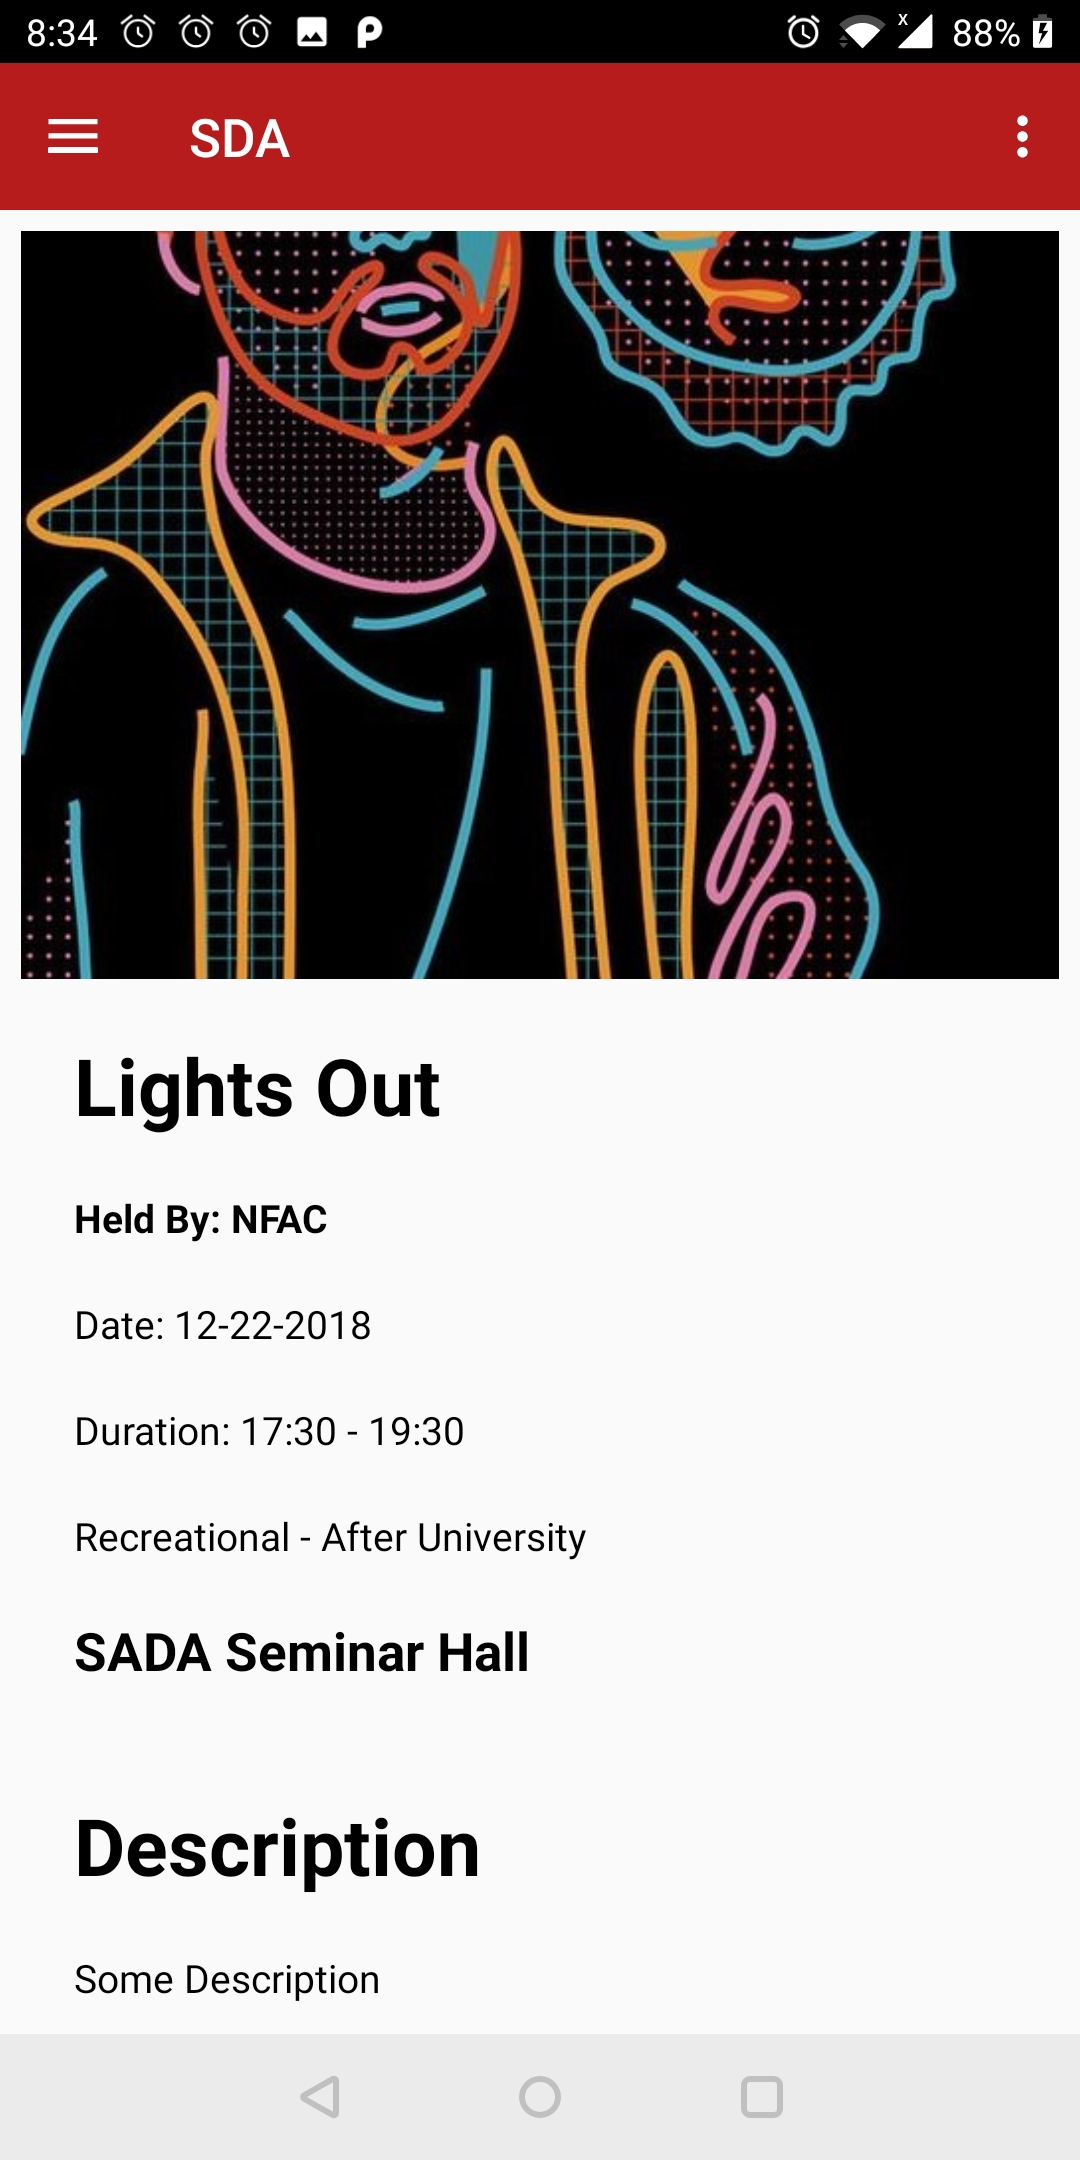 8:34
x
88%
SDA
Lights Out
Held By: NFAC
Date: 12-22-2018
Duration: 17:30 - 19:30
Recreational - After University
SADA Seminar Hall
Description
Some Description